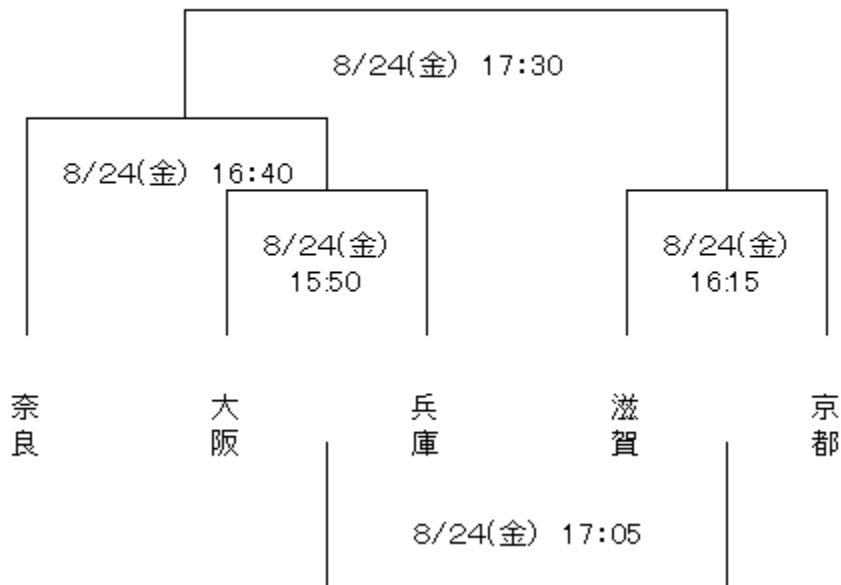 8/24(金) 17:30
8/24(金) 16:40
8/24(金)
15:50
8/24(金)
16:15
奈良
大阪
兵庫
滋賀
京都
8/24(金) 17:05